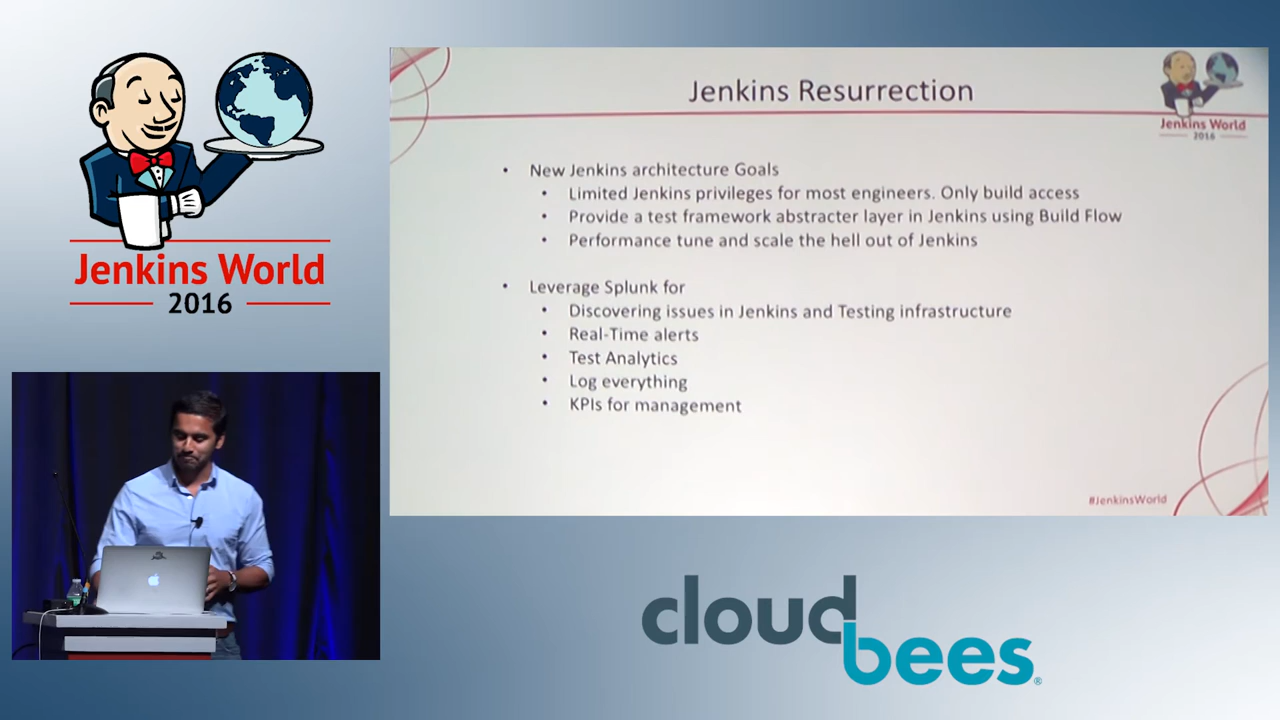 Jenkins World
2016
Jenkins Resurrection
Jenkins World
2016
• New Jenkins architecture Goals
• Limited Jenkins privileges for most engineers. Only build access
• Provide a test framework abstracter layer in Jenkins using Build Flow
• Performance tune and scale the hell out of Jenkins
• Leverage Splunk for
• Discovering issues in Jenkins and Testing infrastructure
• Real-Time alerts
• Test Analytics
• Log everything
• KPIs for management
#JenkinsWorld
cloud
bees®